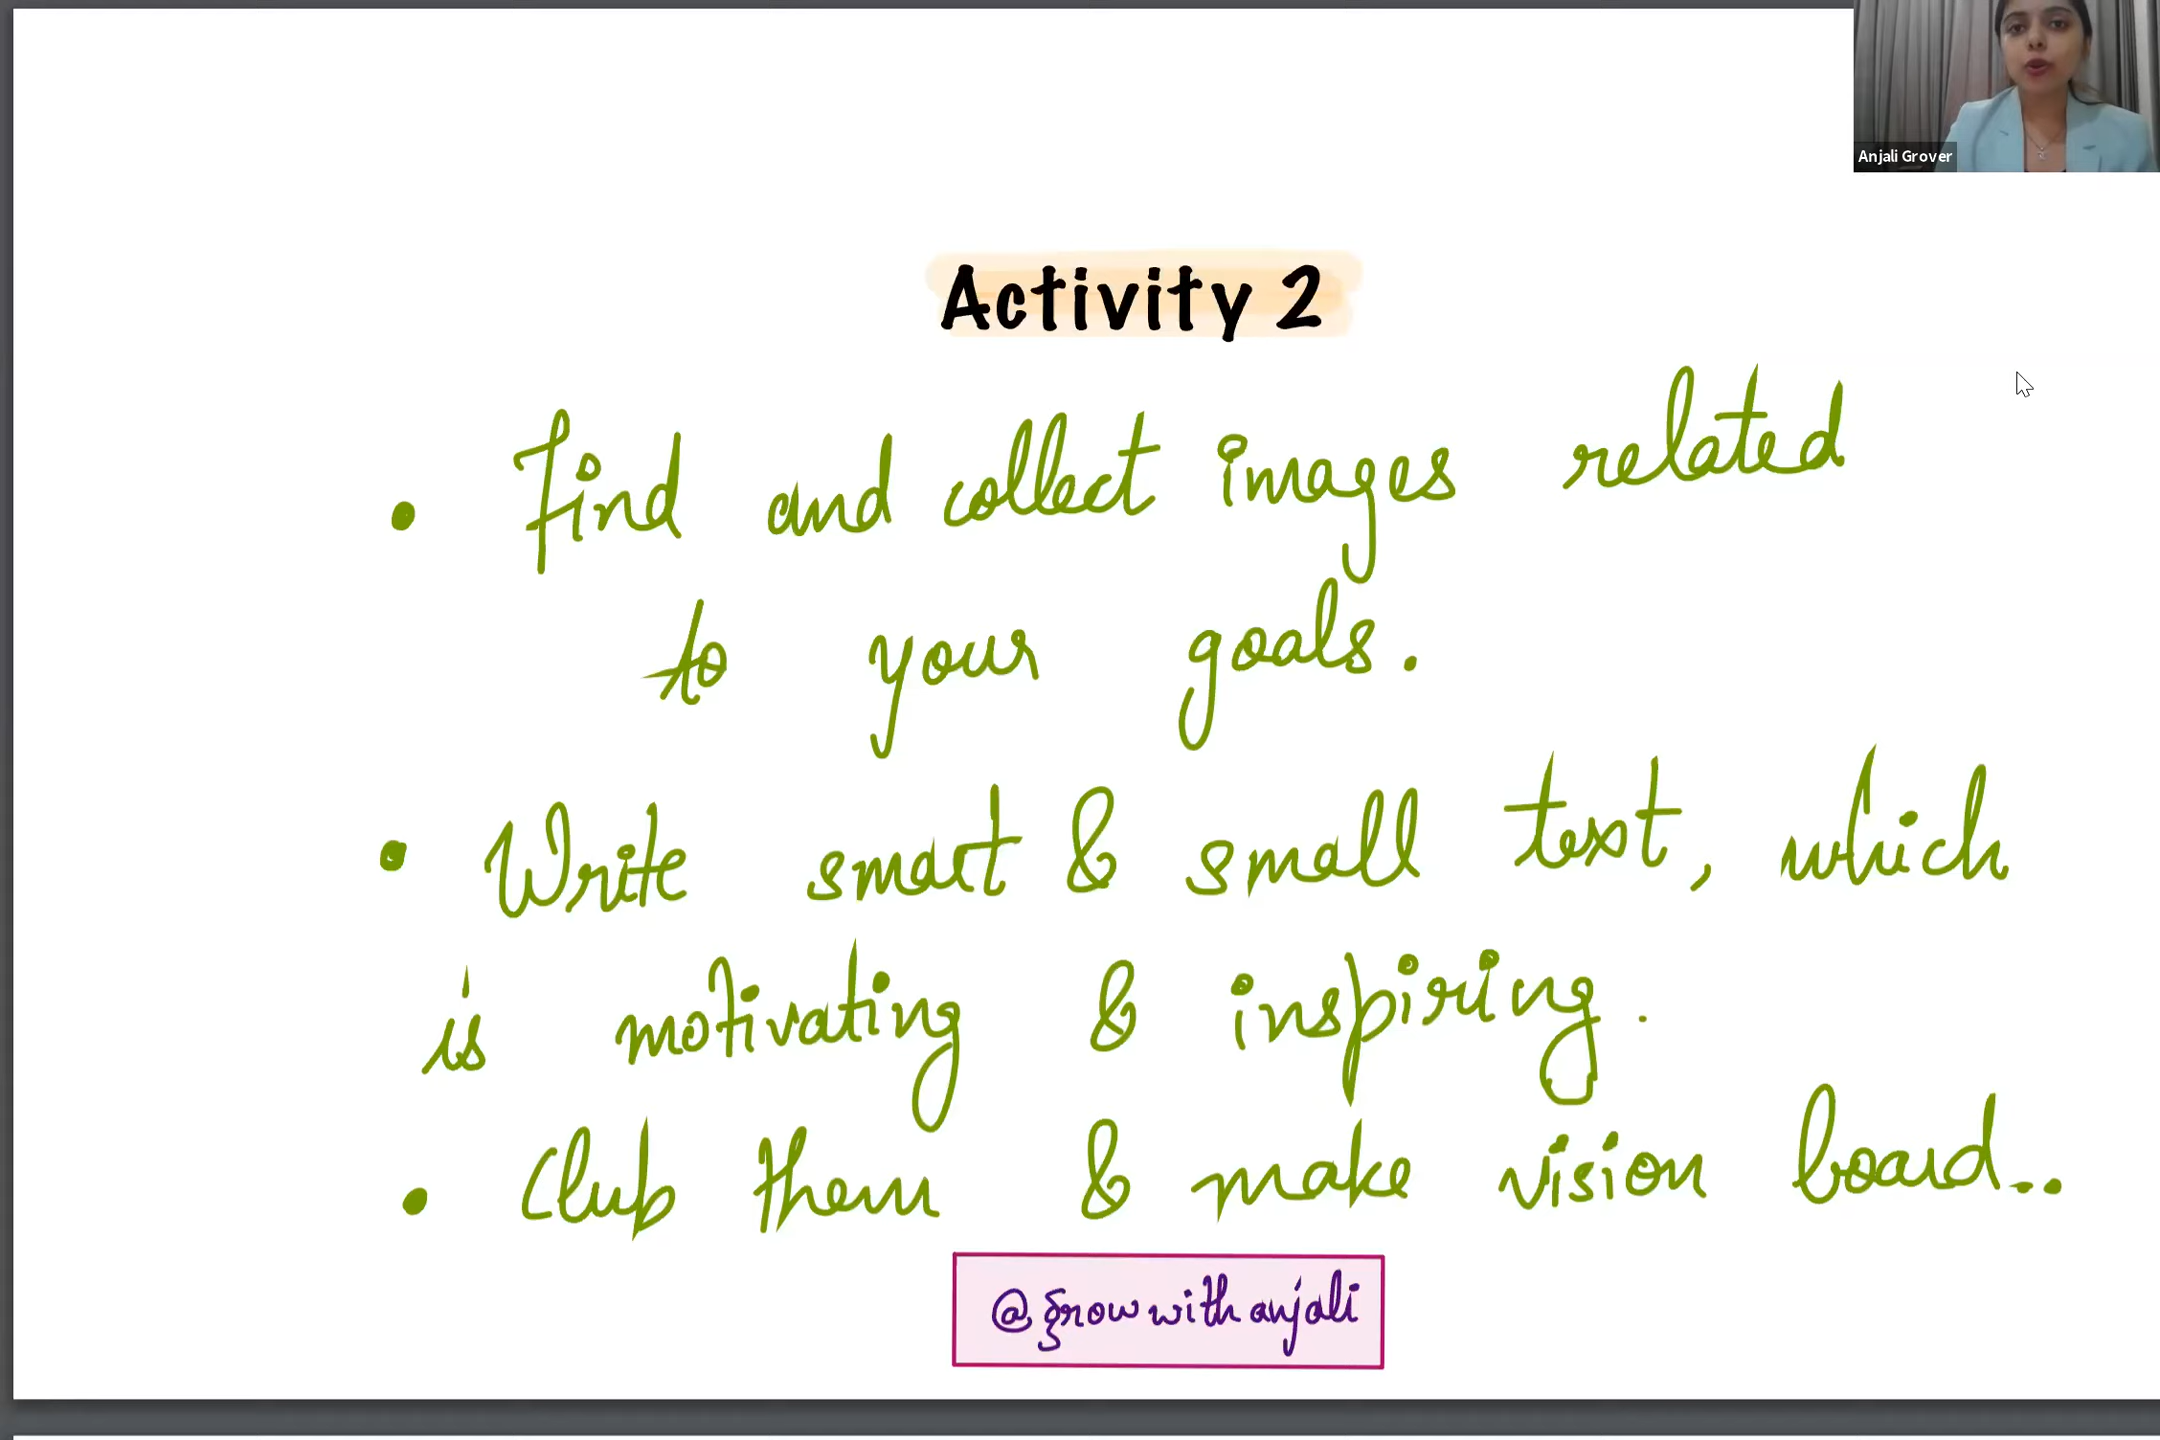 Anjali Grover
Activity 2
• Find and collect images related
to your goals.
• Write smart & small text, which
is motivating & inspiring.
• Club them & make vision board..
@growwithanjali